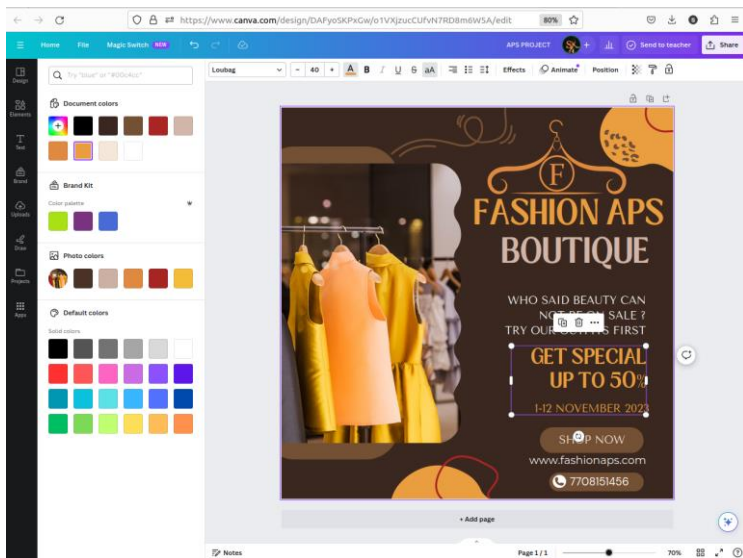 https://www.canva.com/design/DAFyoSKPxGw/o1VXjzucCUfvN7RD8m6W5A/edit
80%
Home
File
Magic Switch NEW
APS PROJECT
Send to teacher
Share
Design
Elements
Text
Brand
Uploads
Draw
Projects
Apps
Try "blue" or "#00c4cc"
Document colors
Brand Kit
Color palette
Photo colors
Default colors
Solid colors
Loubag
– 40 +
A B I U S aA
Effects
Animate
Position
F
FASHION APS
BOUTIQUE
WHO SAID BEAUTY CAN
SALE ?
TRY OUR FIRST
GET SPECIAL
UP TO 50%
1-12 NOVEMBER 2023
SHOP NOW
www.fashionaps.com
7708151456
+ Add page
Notes
Page 1 / 1
70%